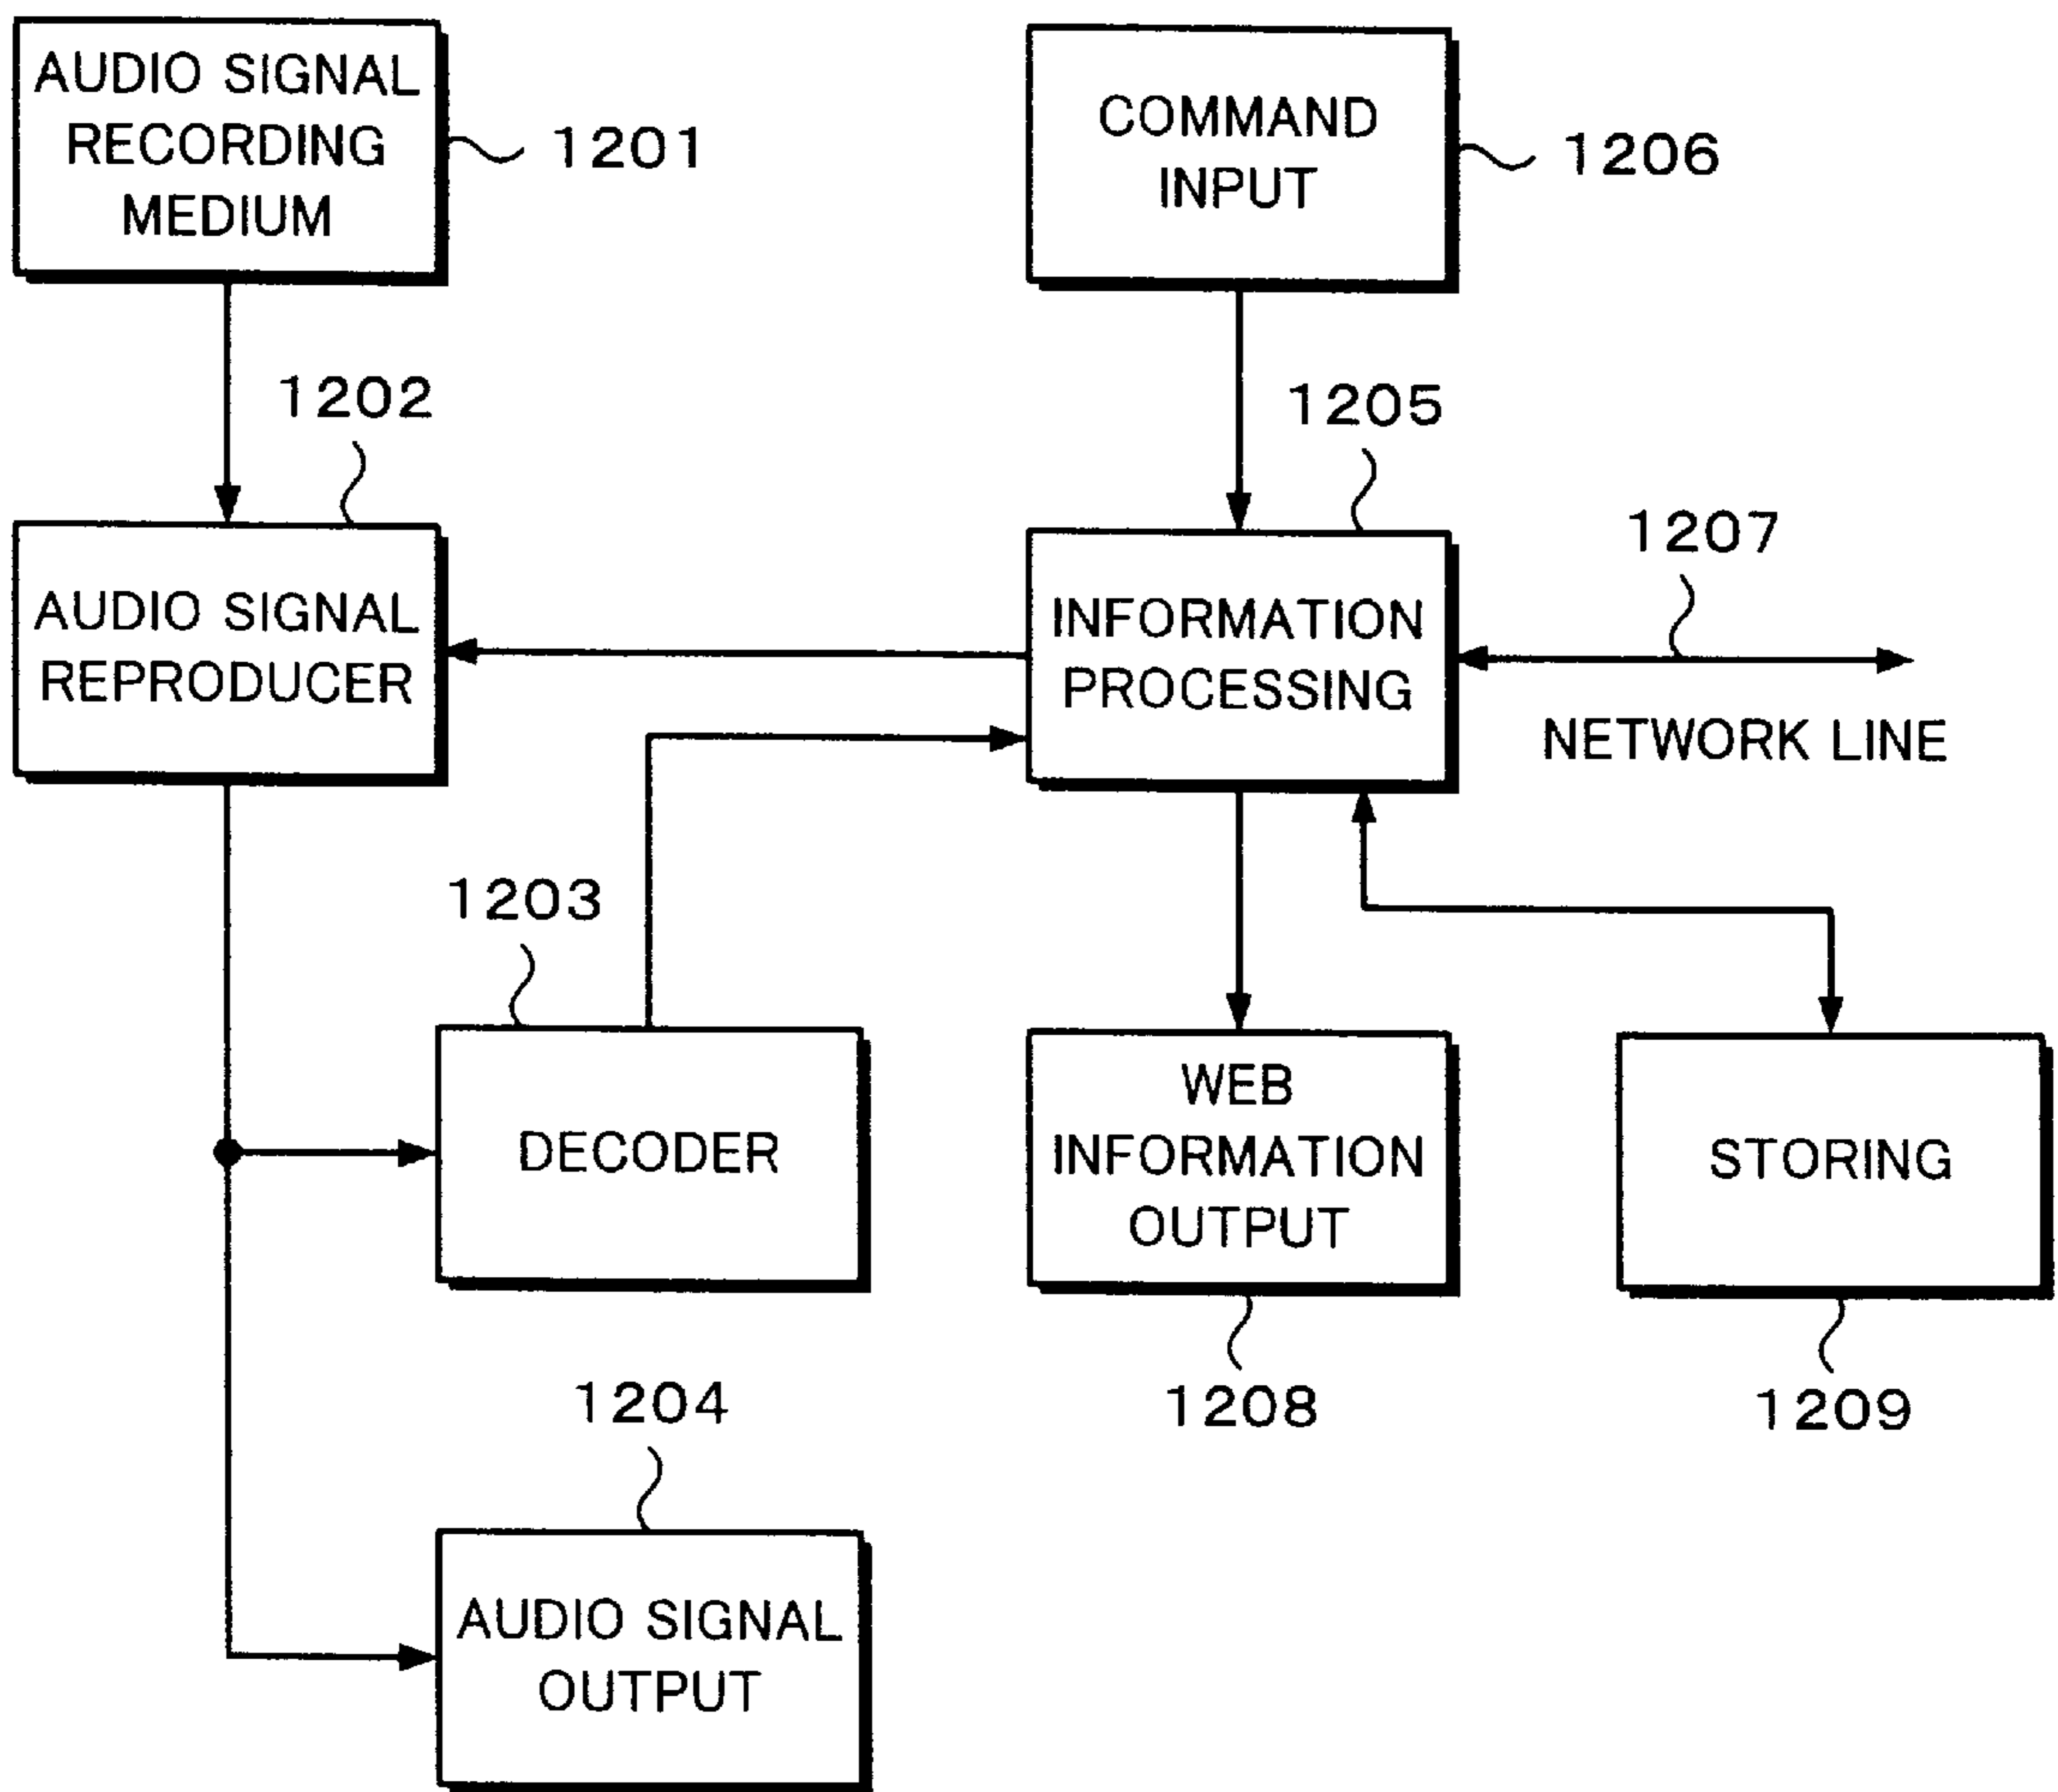 AUDIO SIGNAL
RECORDING
MEDIUM
1201
COMMAND
INPUT
1206
1202
1205
1207
AUDIO SIGNAL
REPRODUCER
INFORMATION
PROCESSING
NETWORK LINE
1203
DECODER
WEB
INFORMATION
OUTPUT
STORING
1204
1208
1209
AUDIO SIGNAL
OUTPUT